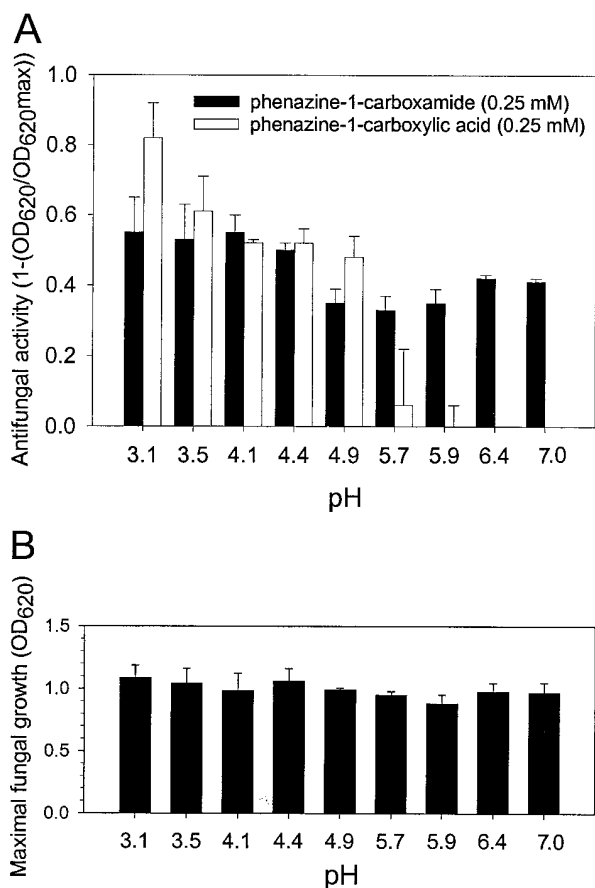 A
Antifungal activity (1-(OD620/OD620max))
1.0
0.8
0.6
0.4
0.2
0.0
phenazine-1-carboxamide (0.25 mM)
phenazine-1-carboxylic acid (0.25 mM)
3.1 3.5 4.1 4.4 4.9 5.7 5.9 6.4 7.0
pH
B
Maximal fungal growth (OD620)
1.5
1.0
0.5
0.0
3.1 3.5 4.1 4.4 4.9 5.7 5.9 6.4 7.0
pH